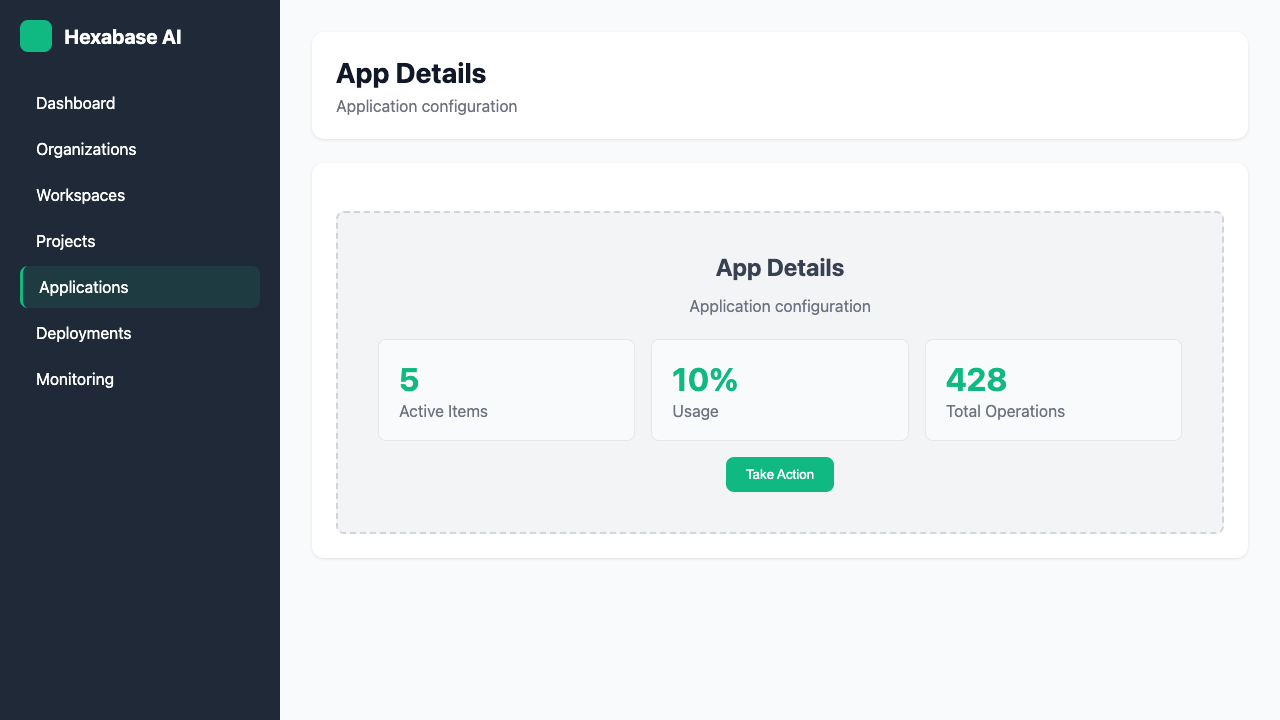 Hexabase AI
Dashboard
Organizations
Workspaces
Projects
Applications
Deployments
Monitoring
App Details
Application configuration
App Details
Application configuration
5
Active Items
10%
Usage
428
Total Operations
Take Action